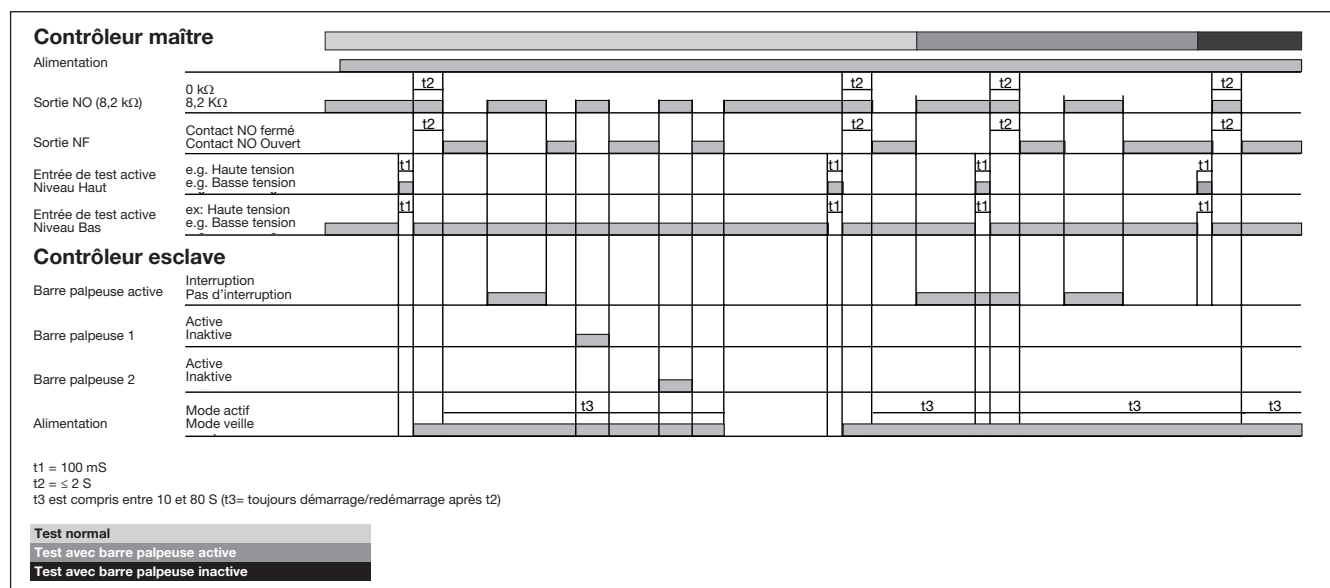 Contrôleur maître
Alimentation
t2 t2 t2 t2
Sortie NO (8,2 kΩ)
0 kΩ
8,2 KΩ
t2 t2 t2 t2
Sortie NF
Contact NO fermé
Contact NO Ouvert
t1 t1 t1 t1
Entrée de test active
Niveau Haut
e.g. Haute tension
e.g. Basse tension
t1 t1 t1 t1
Entrée de test active
Niveau Bas
ex: Haute tension
e.g. Basse tension
Contrôleur esclave
Barre palpeuse active
Interruption
Pas d'interruption
Barre palpeuse 1
Active
Inaktive
Barre palpeuse 2
Active
Inaktive
Alimentation
Mode actif
Mode veille
t3 t3 t3 t3
t1 = 100 mS
t2 = ≤ 2 S
t3 est compris entre 10 et 80 S (t3= toujours démarrage/redémarrage après t2)
Test normal
Test avec barre palpeuse active
Test avec barre palpeuse inactive